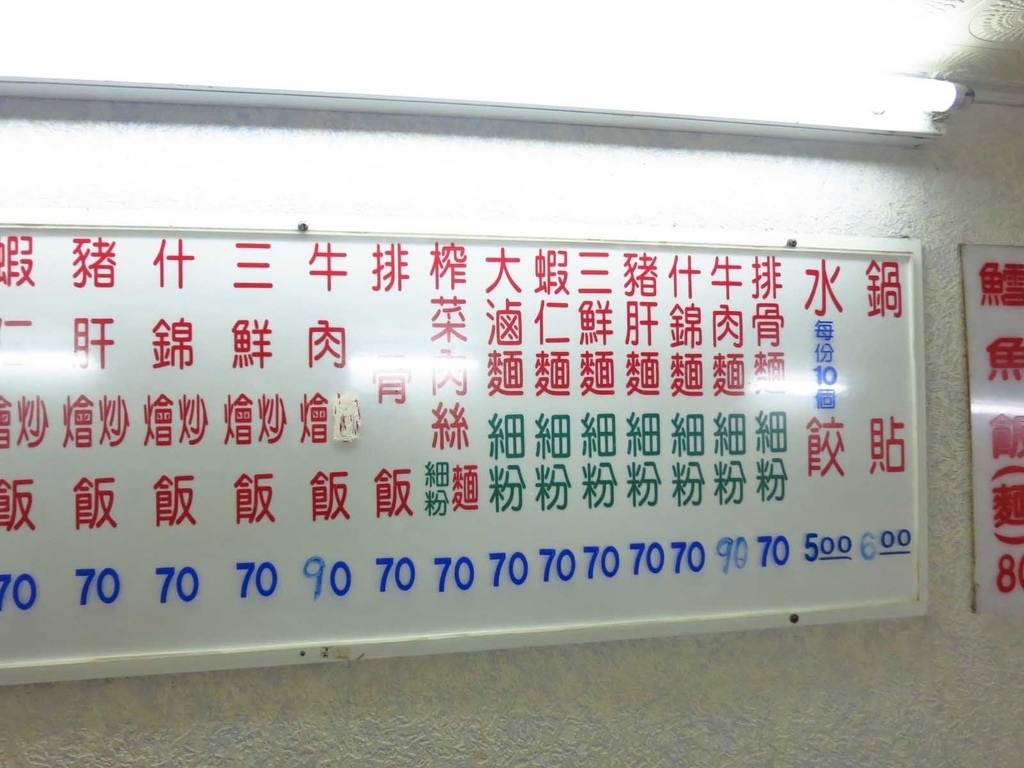 鍋貼 6.00
水餃 每份10個 5.00
排骨麵 細粉 70
牛肉麵 細粉 90
什錦麵 細粉 70
豬肝麵 細粉 70
三鮮麵 細粉 70
蝦仁麵 細粉 70
大滷麵 細粉 70
榨菜肉絲麵 細粉 70
排骨飯 70
牛肉燴飯 90
三鮮燴炒飯 70
什錦燴炒飯 70
豬肝燴炒飯 70
蝦仁燴炒飯 70
鱈魚飯(麵) 80